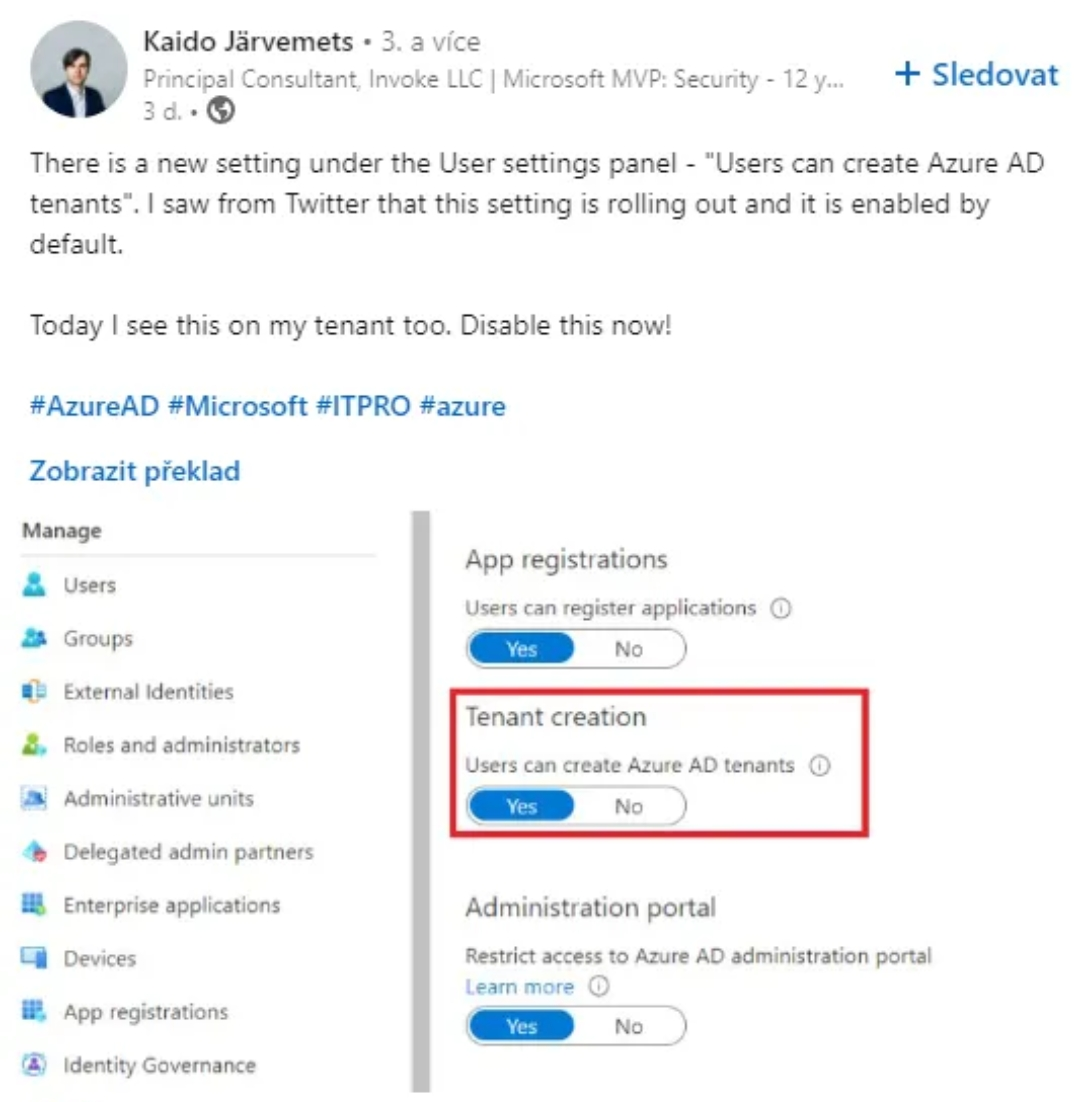 Kaido Järvemets • 3. a více
Principal Consultant, Invoke LLC | Microsoft MVP: Security - 12 y...
3 d. •
+ Sledovat
There is a new setting under the User settings panel - "Users can create Azure AD
tenants". I saw from Twitter that this setting is rolling out and it is enabled by
default.
Today I see this on my tenant too. Disable this now!
#AzureAD #Microsoft #ITPRO #azure
Zobrazit překlad
Manage
Users
Groups
External Identities
Roles and administrators
Administrative units
Delegated admin partners
Enterprise applications
Devices
App registrations
Identity Governance
App registrations
Users can register applications
Yes No
Tenant creation
Users can create Azure AD tenants
Yes No
Administration portal
Restrict access to Azure AD administration portal
Learn more
Yes No